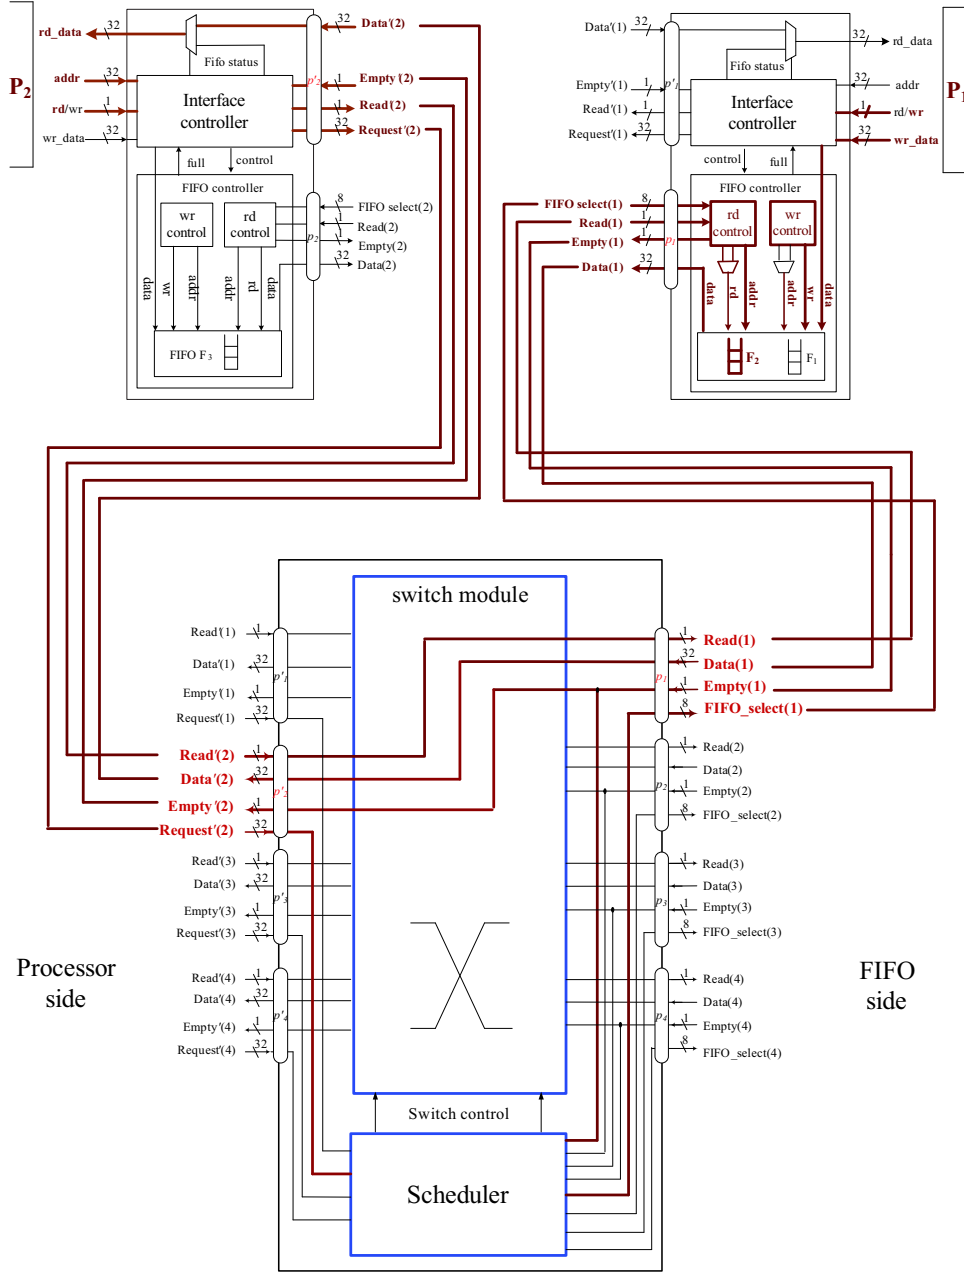 P2
rd_data
32
addr
32
rd/wr
1
wr_data
32
Fifo status
Interface
controller
full
control
p'2
32
Data'(2)
1
Empty'(2)
1
Read'(2)
32
Request'(2)
FIFO controller
wr
control
rd
control
p2
8
FIFO select(2)
1
Read(2)
1
Empty(2)
32
Data(2)
data
wr
addr
addr
rd
data
FIFO F3
P1
Data'(1)
32
Empty'(1)
1
Read'(1)
1
Request'(1)
32
p'1
Fifo status
Interface
controller
32
rd_data
32
addr
1
rd/wr
32
wr_data
control
full
FIFO controller
FIFO select(1)
8
Read(1)
1
Empty(1)
1
Data(1)
32
p1
rd
control
wr
control
data
rd
addr
addr
wr
data
F2
F1
switch module
Read'(1)
1
Data'(1)
32
Empty'(1)
1
Request'(1)
32
p'1
Read'(2)
1
Data'(2)
32
Empty'(2)
1
Request'(2)
32
p'2
Read'(3)
1
Data'(3)
32
Empty'(3)
1
Request'(3)
32
p'3
Read'(4)
1
Data'(4)
32
Empty'(4)
1
Request'(4)
32
p'4
p1
1
Read(1)
32
Data(1)
1
Empty(1)
8
FIFO_select(1)
p2
1
Read(2)
Data(2)
1
Empty(2)
8
FIFO_select(2)
p3
1
Read(3)
Data(3)
1
Empty(3)
8
FIFO_select(3)
p4
1
Read(4)
Data(4)
1
Empty(4)
8
FIFO_select(4)
Processor
side
FIFO
side
Switch control
Scheduler